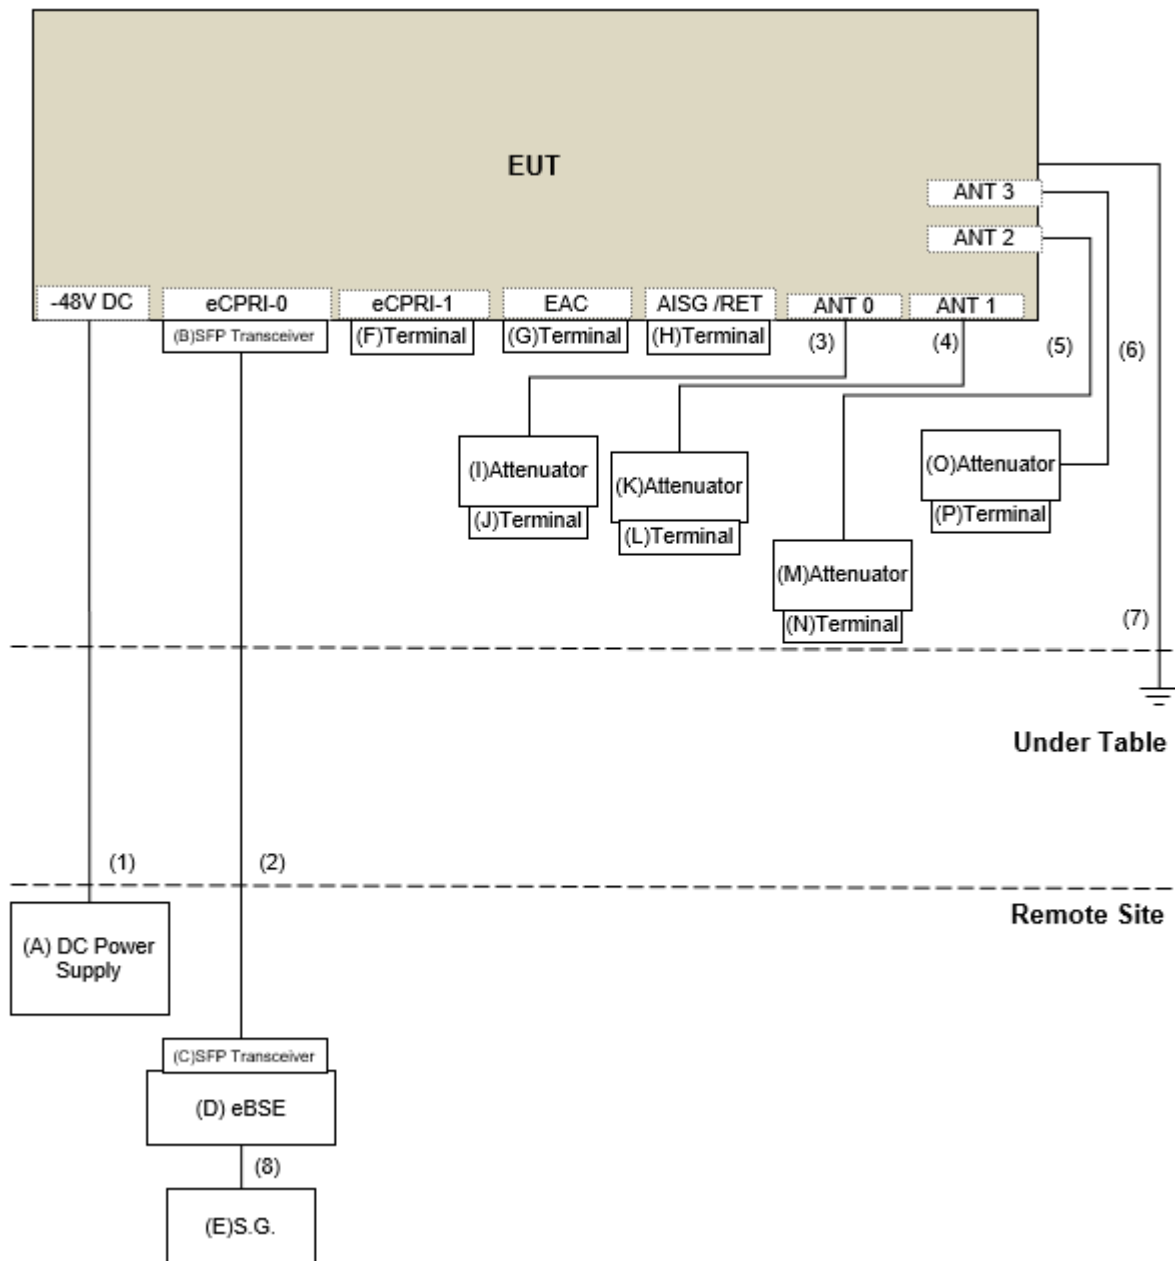 EUT
ANT 3
ANT 2
-48V DC
eCPRI-0
eCPRI-1
EAC
AISG /RET
ANT 0
ANT 1
(B)SFP Transceiver
(F)Terminal
(G)Terminal
(H)Terminal
(3)
(4)
(5)
(6)
(I)Attenuator
(J)Terminal
(K)Attenuator
(L)Terminal
(O)Attenuator
(P)Terminal
(M)Attenuator
(N)Terminal
(7)
Under Table
(1)
(2)
Remote Site
(A) DC Power
Supply
(C)SFP Transceiver
(D) eBSE
(8)
(E)S.G.